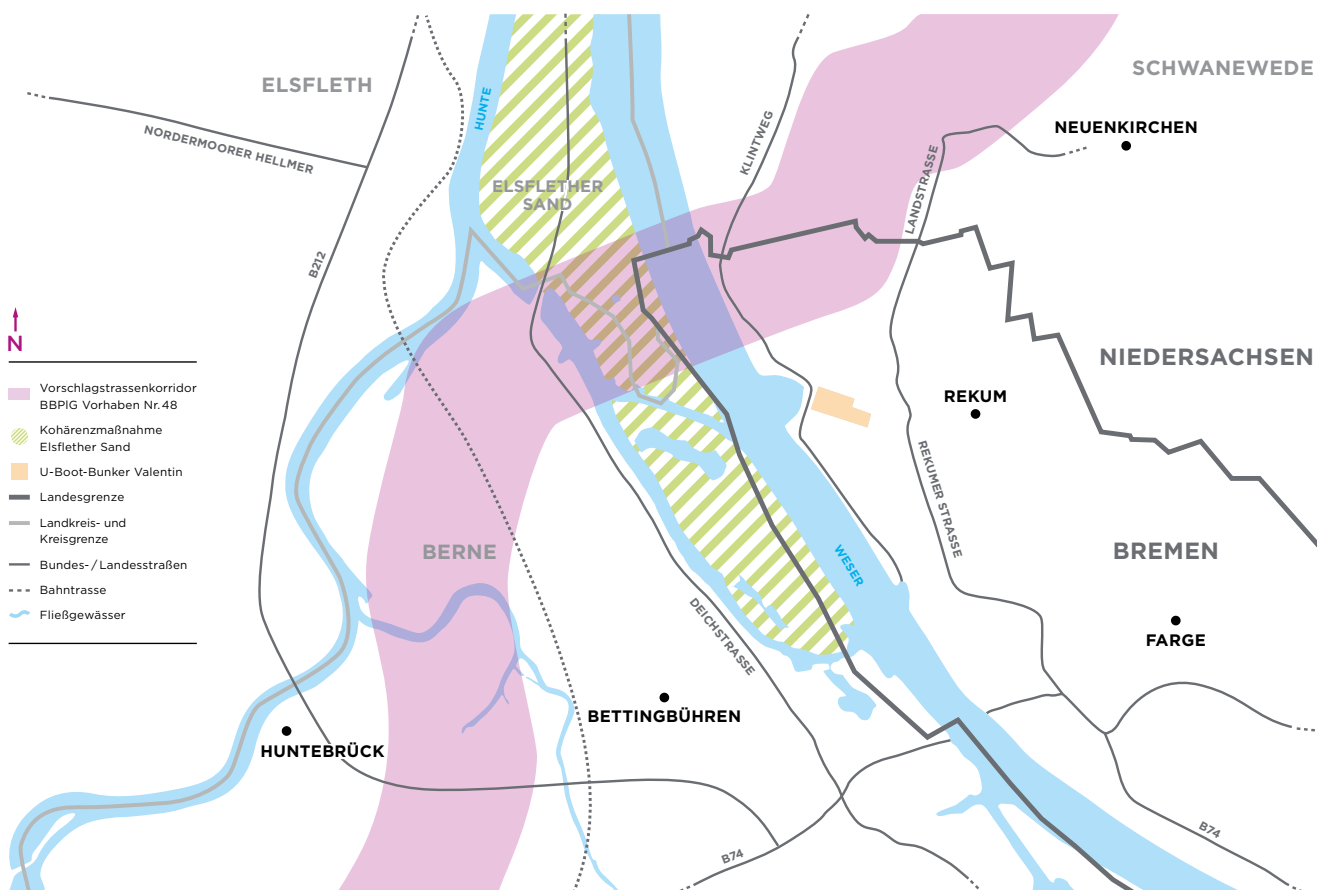 ELSFLETH
SCHWANEWEDE
NORDERMOORER HELLMER
HUNTE
KLINTWEG
NEUENKIRCHEN
LANDSTRASSE
ELSFLETHER
SAND
B212
N
Vorschlagstrassenkorridor
BBPlG Vorhaben Nr. 48
Kohärenzmaßnahme
Elsflether Sand
U-Boot-Bunker Valentin
Landesgrenze
Landkreis- und
Kreisgrenze
Bundes- / Landesstraßen
Bahntrasse
Fließgewässer
NIEDERSACHSEN
REKUM
REKUMER STRASSE
BERNE
WESER
BREMEN
DEICHSTRASSE
FARGE
BETTINGBÜHREN
HUNTEBRÜCK
B74
B74